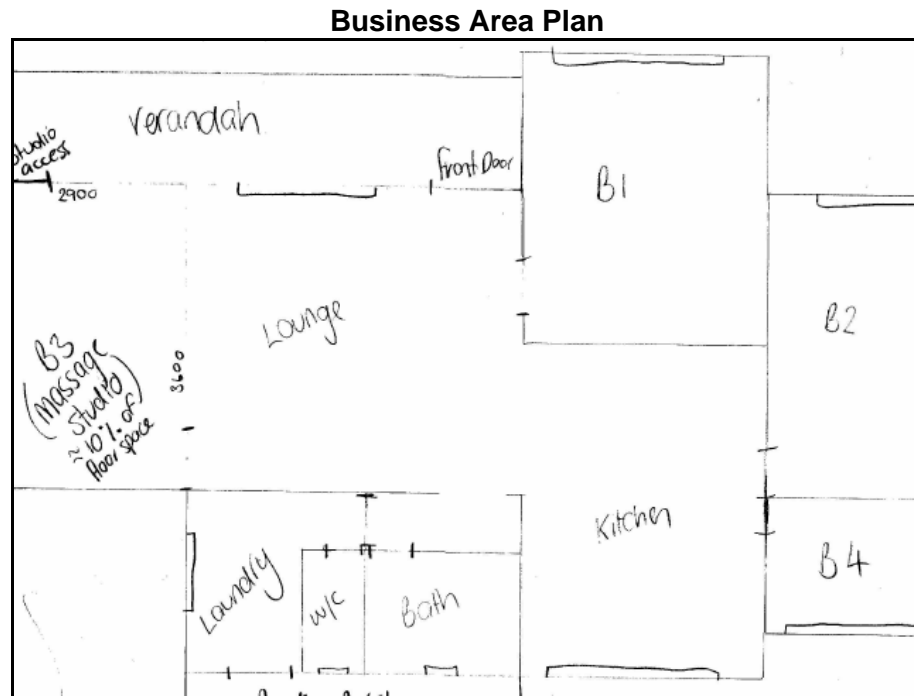 Business Area Plan
Verandah
Studio
access
2900
Front Door
B1
Lounge
3600
B2
B3
(massage
studio)
≈ 10% of
floor space
Kitchen
Laundry
W/C
Bath
B4